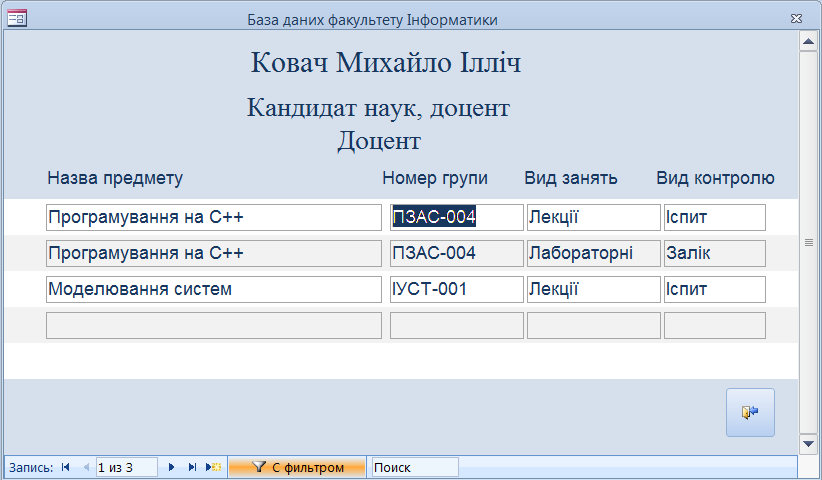 База даних факультету Інформатики
Ковач Михайло Ілліч
Кандидат наук, доцент
Доцент
Назва предмету Номер групи Вид занять Вид контролю
Програмування на C++ ПЗАС-004 Лекції Іспит
Програмування на C++ ПЗАС-004 Лабораторні Залік
Моделювання систем ІУСТ-001 Лекції Іспит
Запись: 1 из 3 С фильтром Поиск